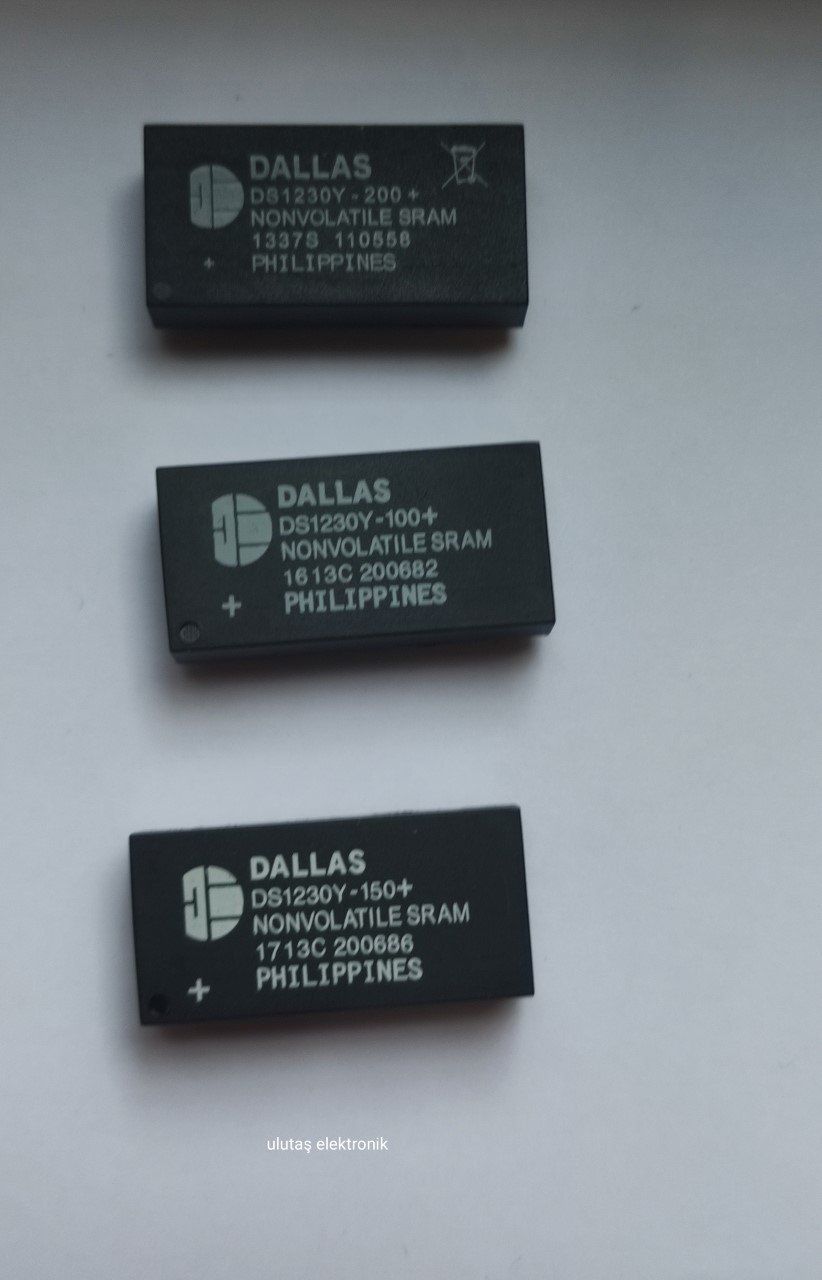 DALLAS
DS1230Y-200+
NONVOLATILE SRAM
1337S 110558
+ PHILIPPINES
DALLAS
DS1230Y-100+
NONVOLATILE SRAM
1613C 200682
+ PHILIPPINES
DALLAS
DS1230Y-150+
NONVOLATILE SRAM
1713C 200686
+ PHILIPPINES
ulutaş elektronik